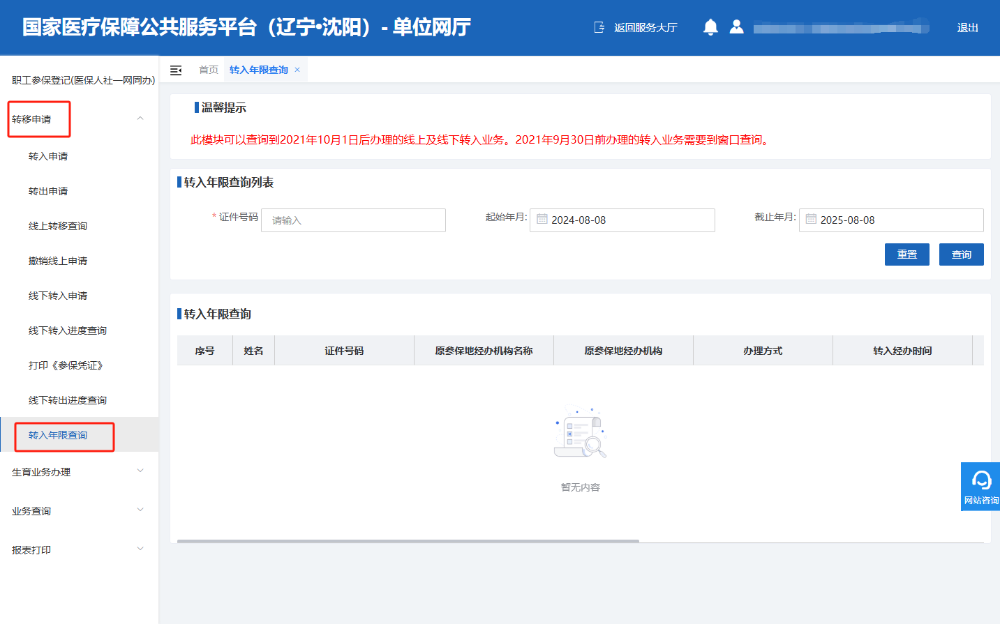 国家医疗保障公共服务平台（辽宁•沈阳）- 单位网厅
返回服务大厅
退出
职工参保登记(医保人社一网同办)
转移申请
转入申请
转出申请
线上转移查询
撤销线上申请
线下转入申请
线下转入进度查询
打印《参保凭证》
线下转出进度查询
转入年限查询
生育业务办理
业务查询
报表打印
首页
转入年限查询 ×
温馨提示
此模块可以查询到2021年10月1日后办理的线上及线下转入业务。2021年9月30日前办理的转入业务需要到窗口查询。
转入年限查询列表
* 证件号码 请输入 起始年月: 2024-08-08 截止年月: 2025-08-08
重置 查询
转入年限查询
序号 姓名 证件号码 原参保地经办机构名称 原参保地经办机构 办理方式 转入经办时间
暂无内容
网站咨询